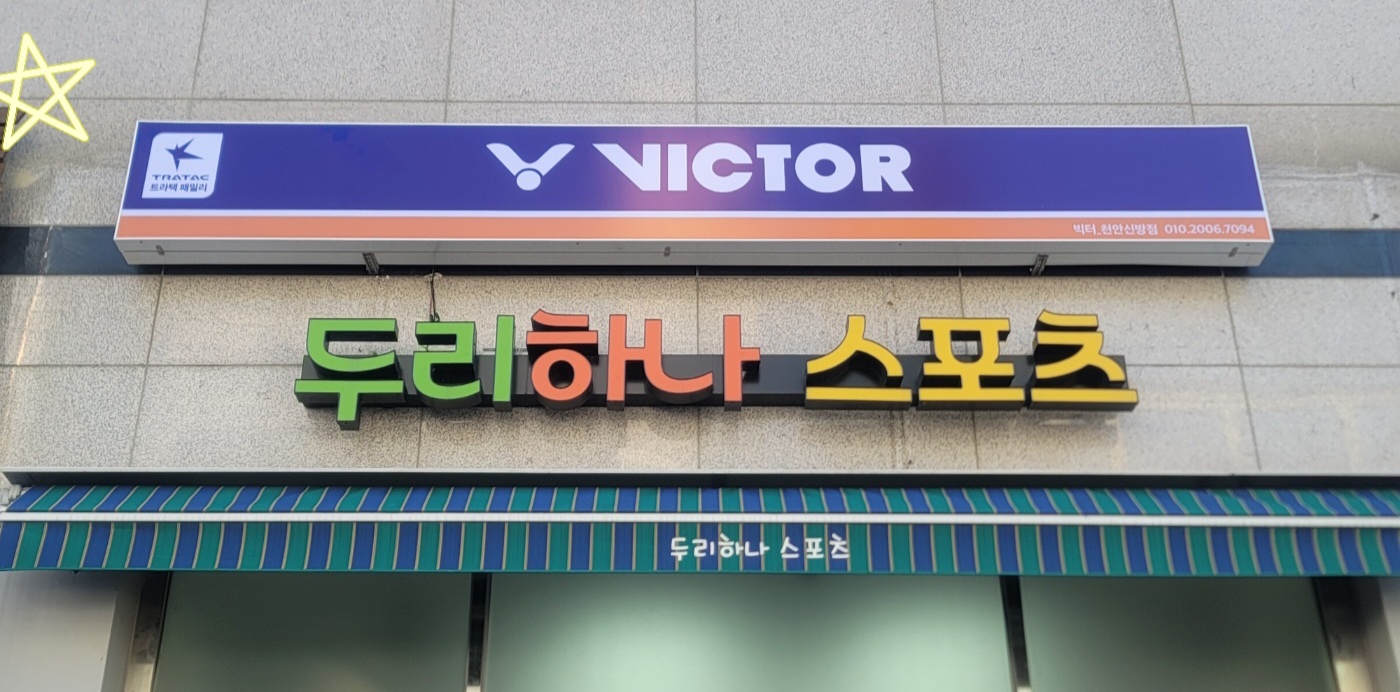 TRATAC
트라택 패밀리
VICTOR
빅터_천안신방점 010.2006.7094
두리하나 스포츠
두리하나 스포츠